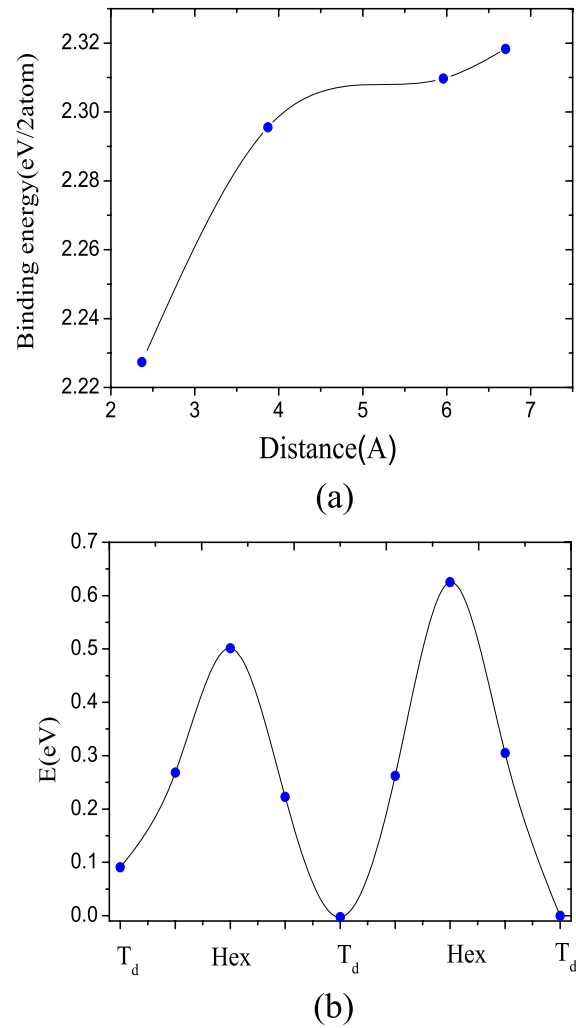 2.32
2.30
2.28
2.26
2.24
2.22
Binding energy(eV/2atom)
2 3 4 5 6 7
Distance(A)
(a)
0.7
0.6
0.5
0.4
0.3
0.2
0.1
0.0
E(eV)
Td Hex Td Hex Td
(b)